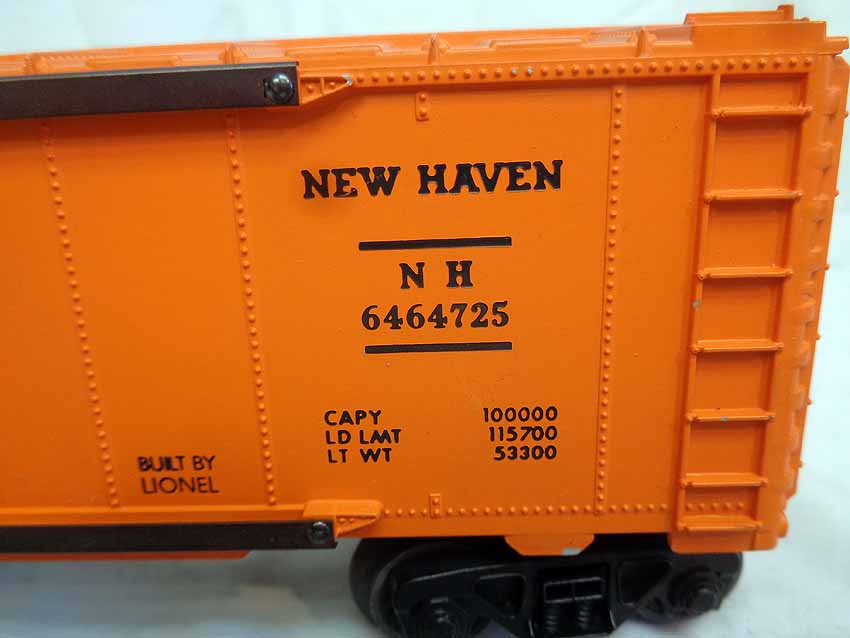 NEW HAVEN
N H
6464725
CAPY 100000
LD LMT 115700
LT WT 53300
BUILT BY
LIONEL